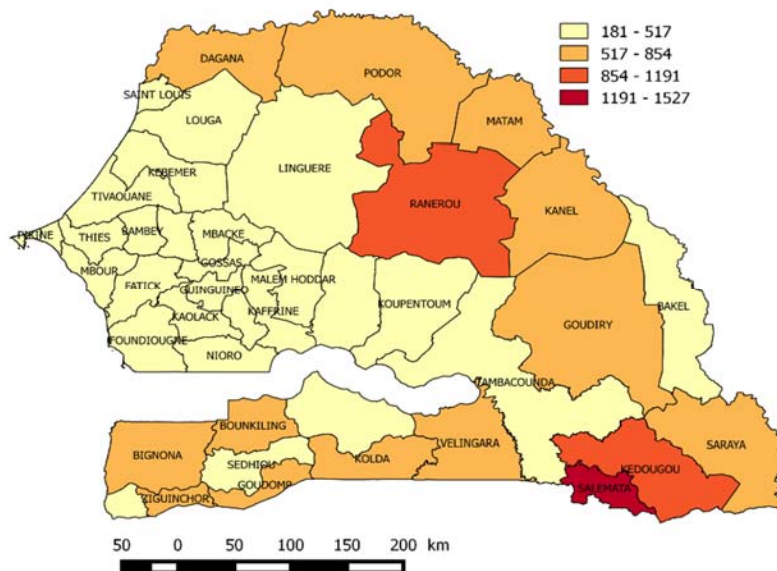 181 - 517
517 - 854
854 - 1191
1191 - 1527
DAGANA
PODOR
SAINT LOUIS
LOUGA
MATAM
LINGUERE
KEBEMER
TIVAOUANE
RANEROU
KANEL
PIKINE
THIES
BAMBEY
MBACKE
MBOUR
GOSSAS
MALEM HODDAR
FATICK
GUINGUINEO
KOUPENTOUM
BAKEL
KAOLACK
KAFFRINE
GOUDIRY
FOUNDIOUGNE
NIORO
TAMBACOUNDA
BOUNKILING
VELINGARA
SARAYA
BIGNONA
KOLDA
SEDHIOU
KEDOUGOU
GOUDOMP
SALEMATA
ZIGUINCHOR
50 0 50 100 150 200 km